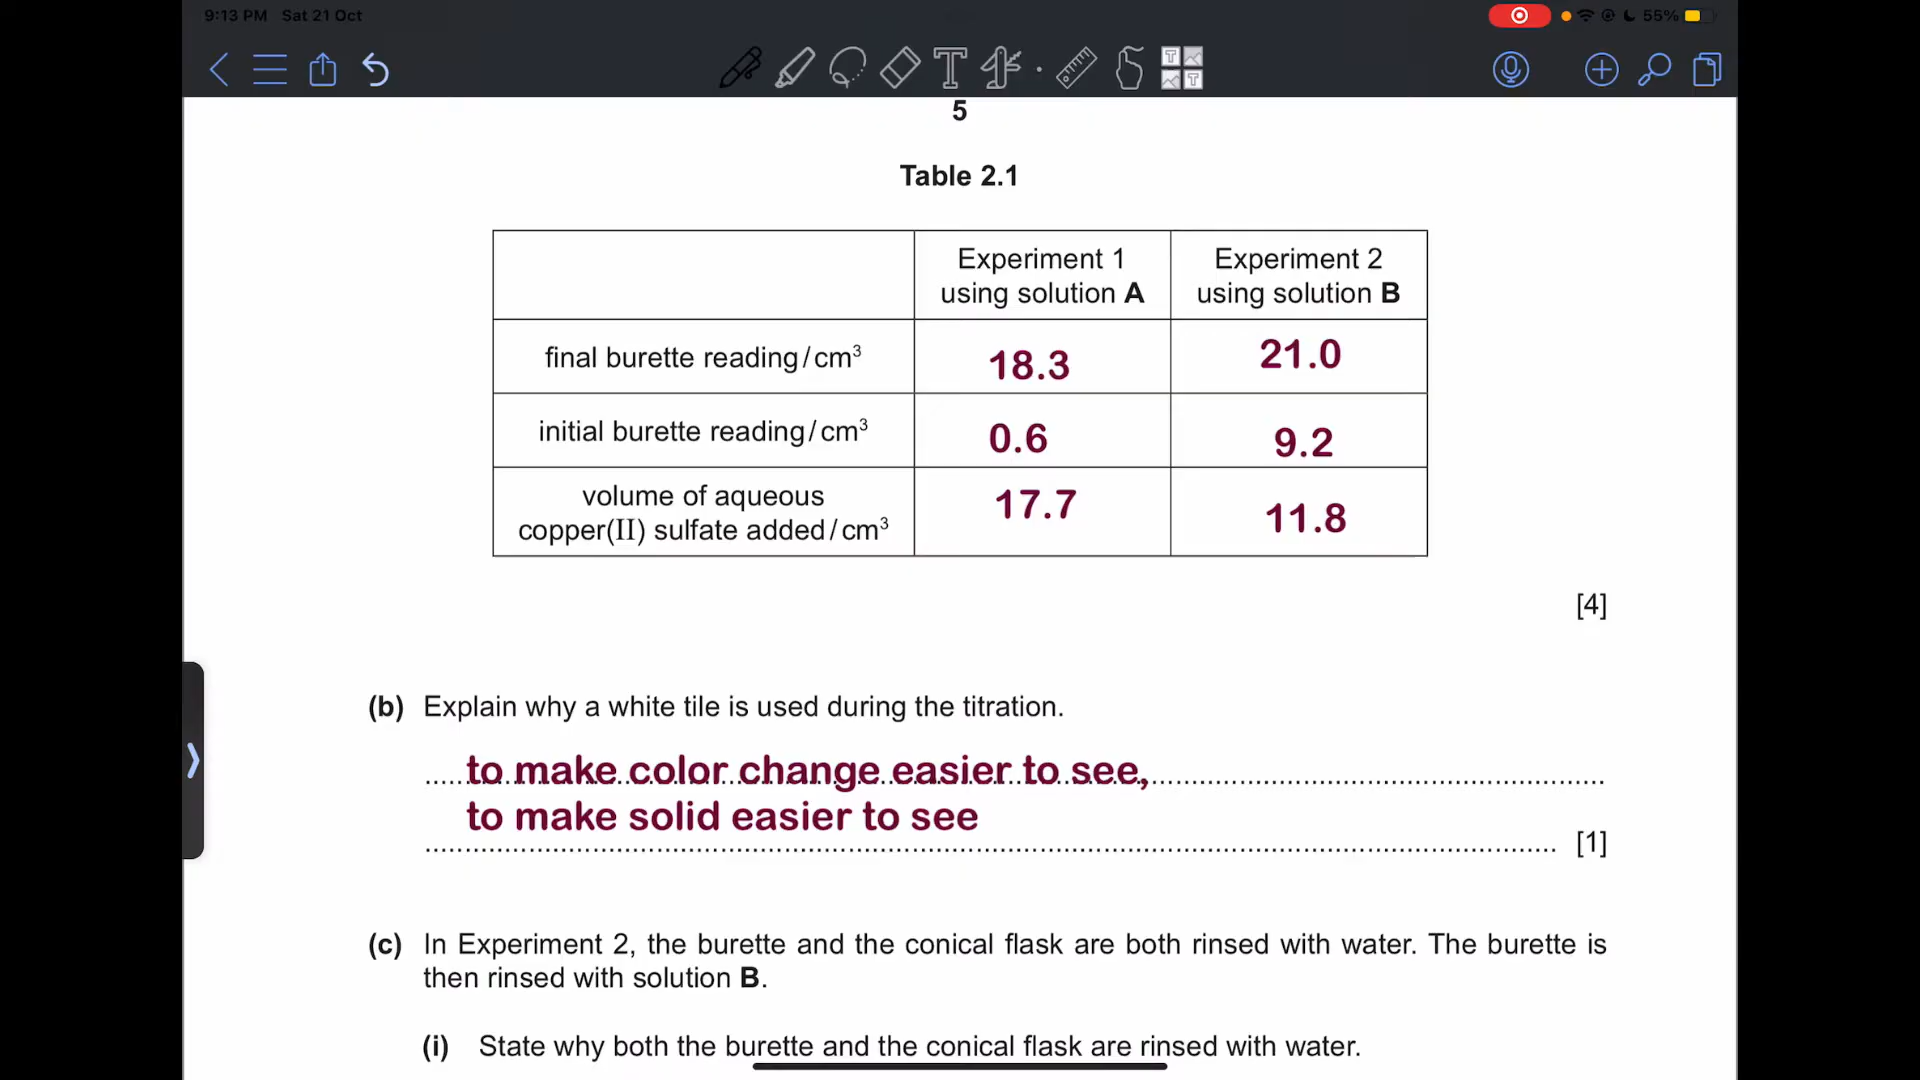 9:13 PM Sat 21 Oct
55%
5
Table 2.1
Experiment 1
using solution A
Experiment 2
using solution B
final burette reading/cm³
18.3
21.0
initial burette reading/cm³
0.6
9.2
volume of aqueous
copper(II) sulfate added/cm³
17.7
11.8
[4]
(b) Explain why a white tile is used during the titration.
to make color change easier to see,
to make solid easier to see
[1]
(c) In Experiment 2, the burette and the conical flask are both rinsed with water. The burette is
then rinsed with solution B.
(i) State why both the burette and the conical flask are rinsed with water.